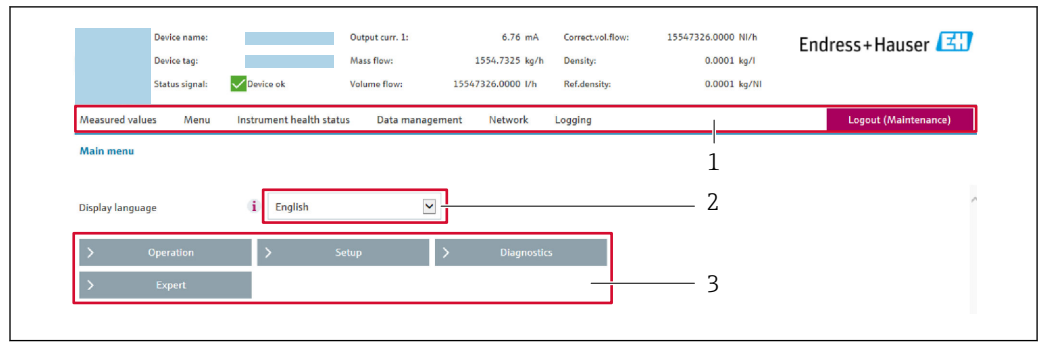 Device name: Output curr. 1: 6.76 mA Correct.vol.flow: 15547326.0000 Nl/h
Endress+Hauser EH
Device tag: Mass flow: 1554.7325 kg/h Density: 0.0001 kg/l
Status signal: Device ok Volume flow: 15547326.0000 l/h Ref.density: 0.0001 kg/Nl
Measured values Menu Instrument health status Data management Network Logging Logout (Maintenance)
1
Main menu
Display language i English 2
> Operation > Setup > Diagnostics
> Expert 3